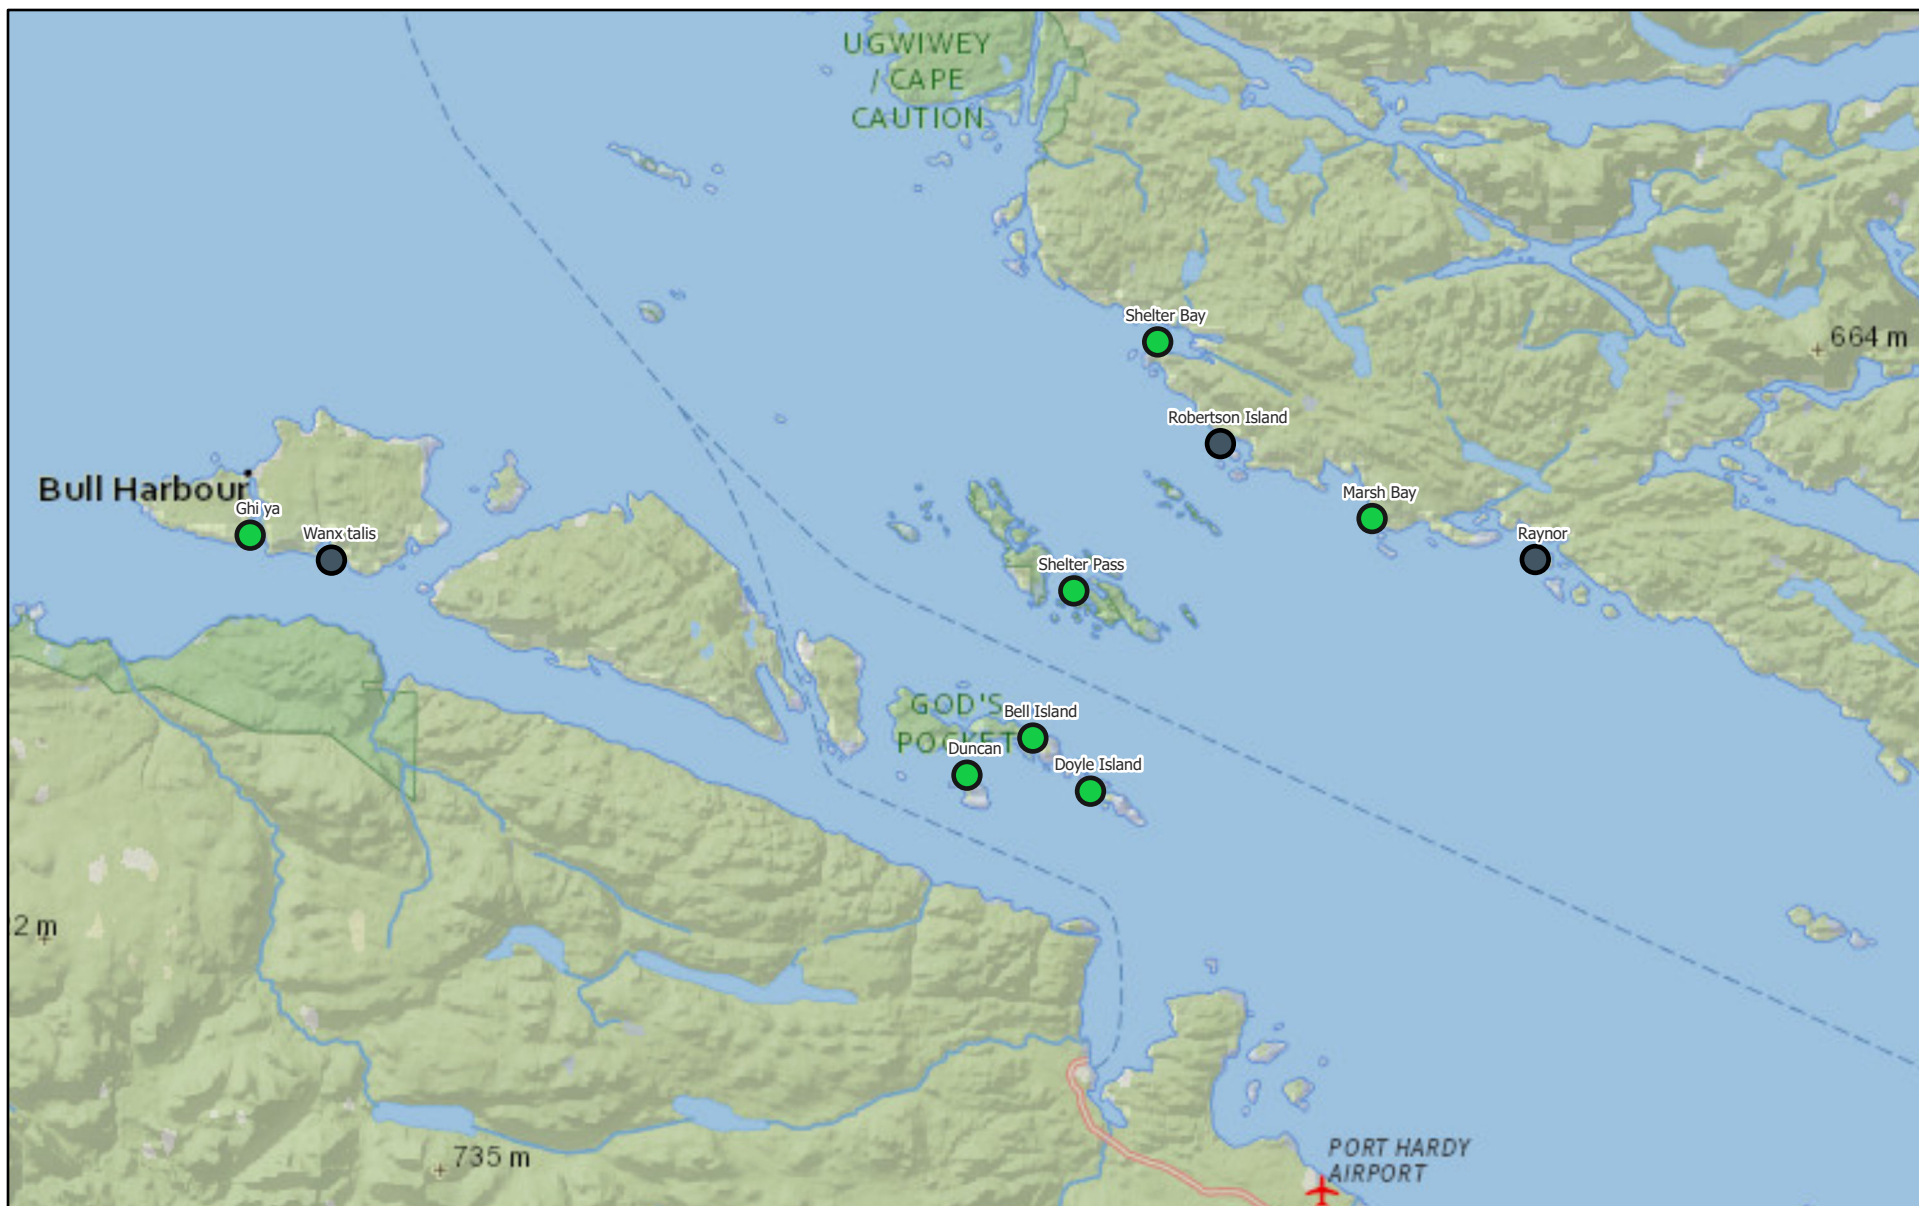 UGWIWEY
/ CAPE
CAUTION
Shelter Bay
664 m
Robertson Island
Bull Harbour
Marsh Bay
Ghi ya
Wanx talis
Raynor
Shelter Pass
GOD'S
Bell Island
POCKET
Duncan
Doyle Island
2 m
735 m
PORT HARDY
AIRPORT